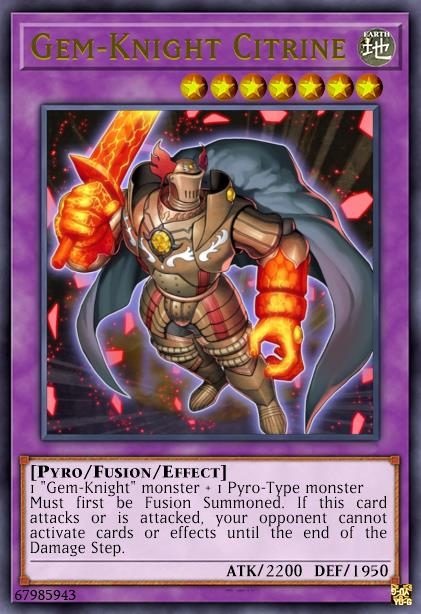 GEM-KNIGHT CITRINE
EARTH
地
[PYRO/FUSION/EFFECT]
1 "Gem-Knight" monster + 1 Pyro-Type monster
Must first be Fusion Summoned. If this card
attacks or is attacked, your opponent cannot
activate cards or effects until the end of the
Damage Step.
ATK/2200 DEF/1950
67985943